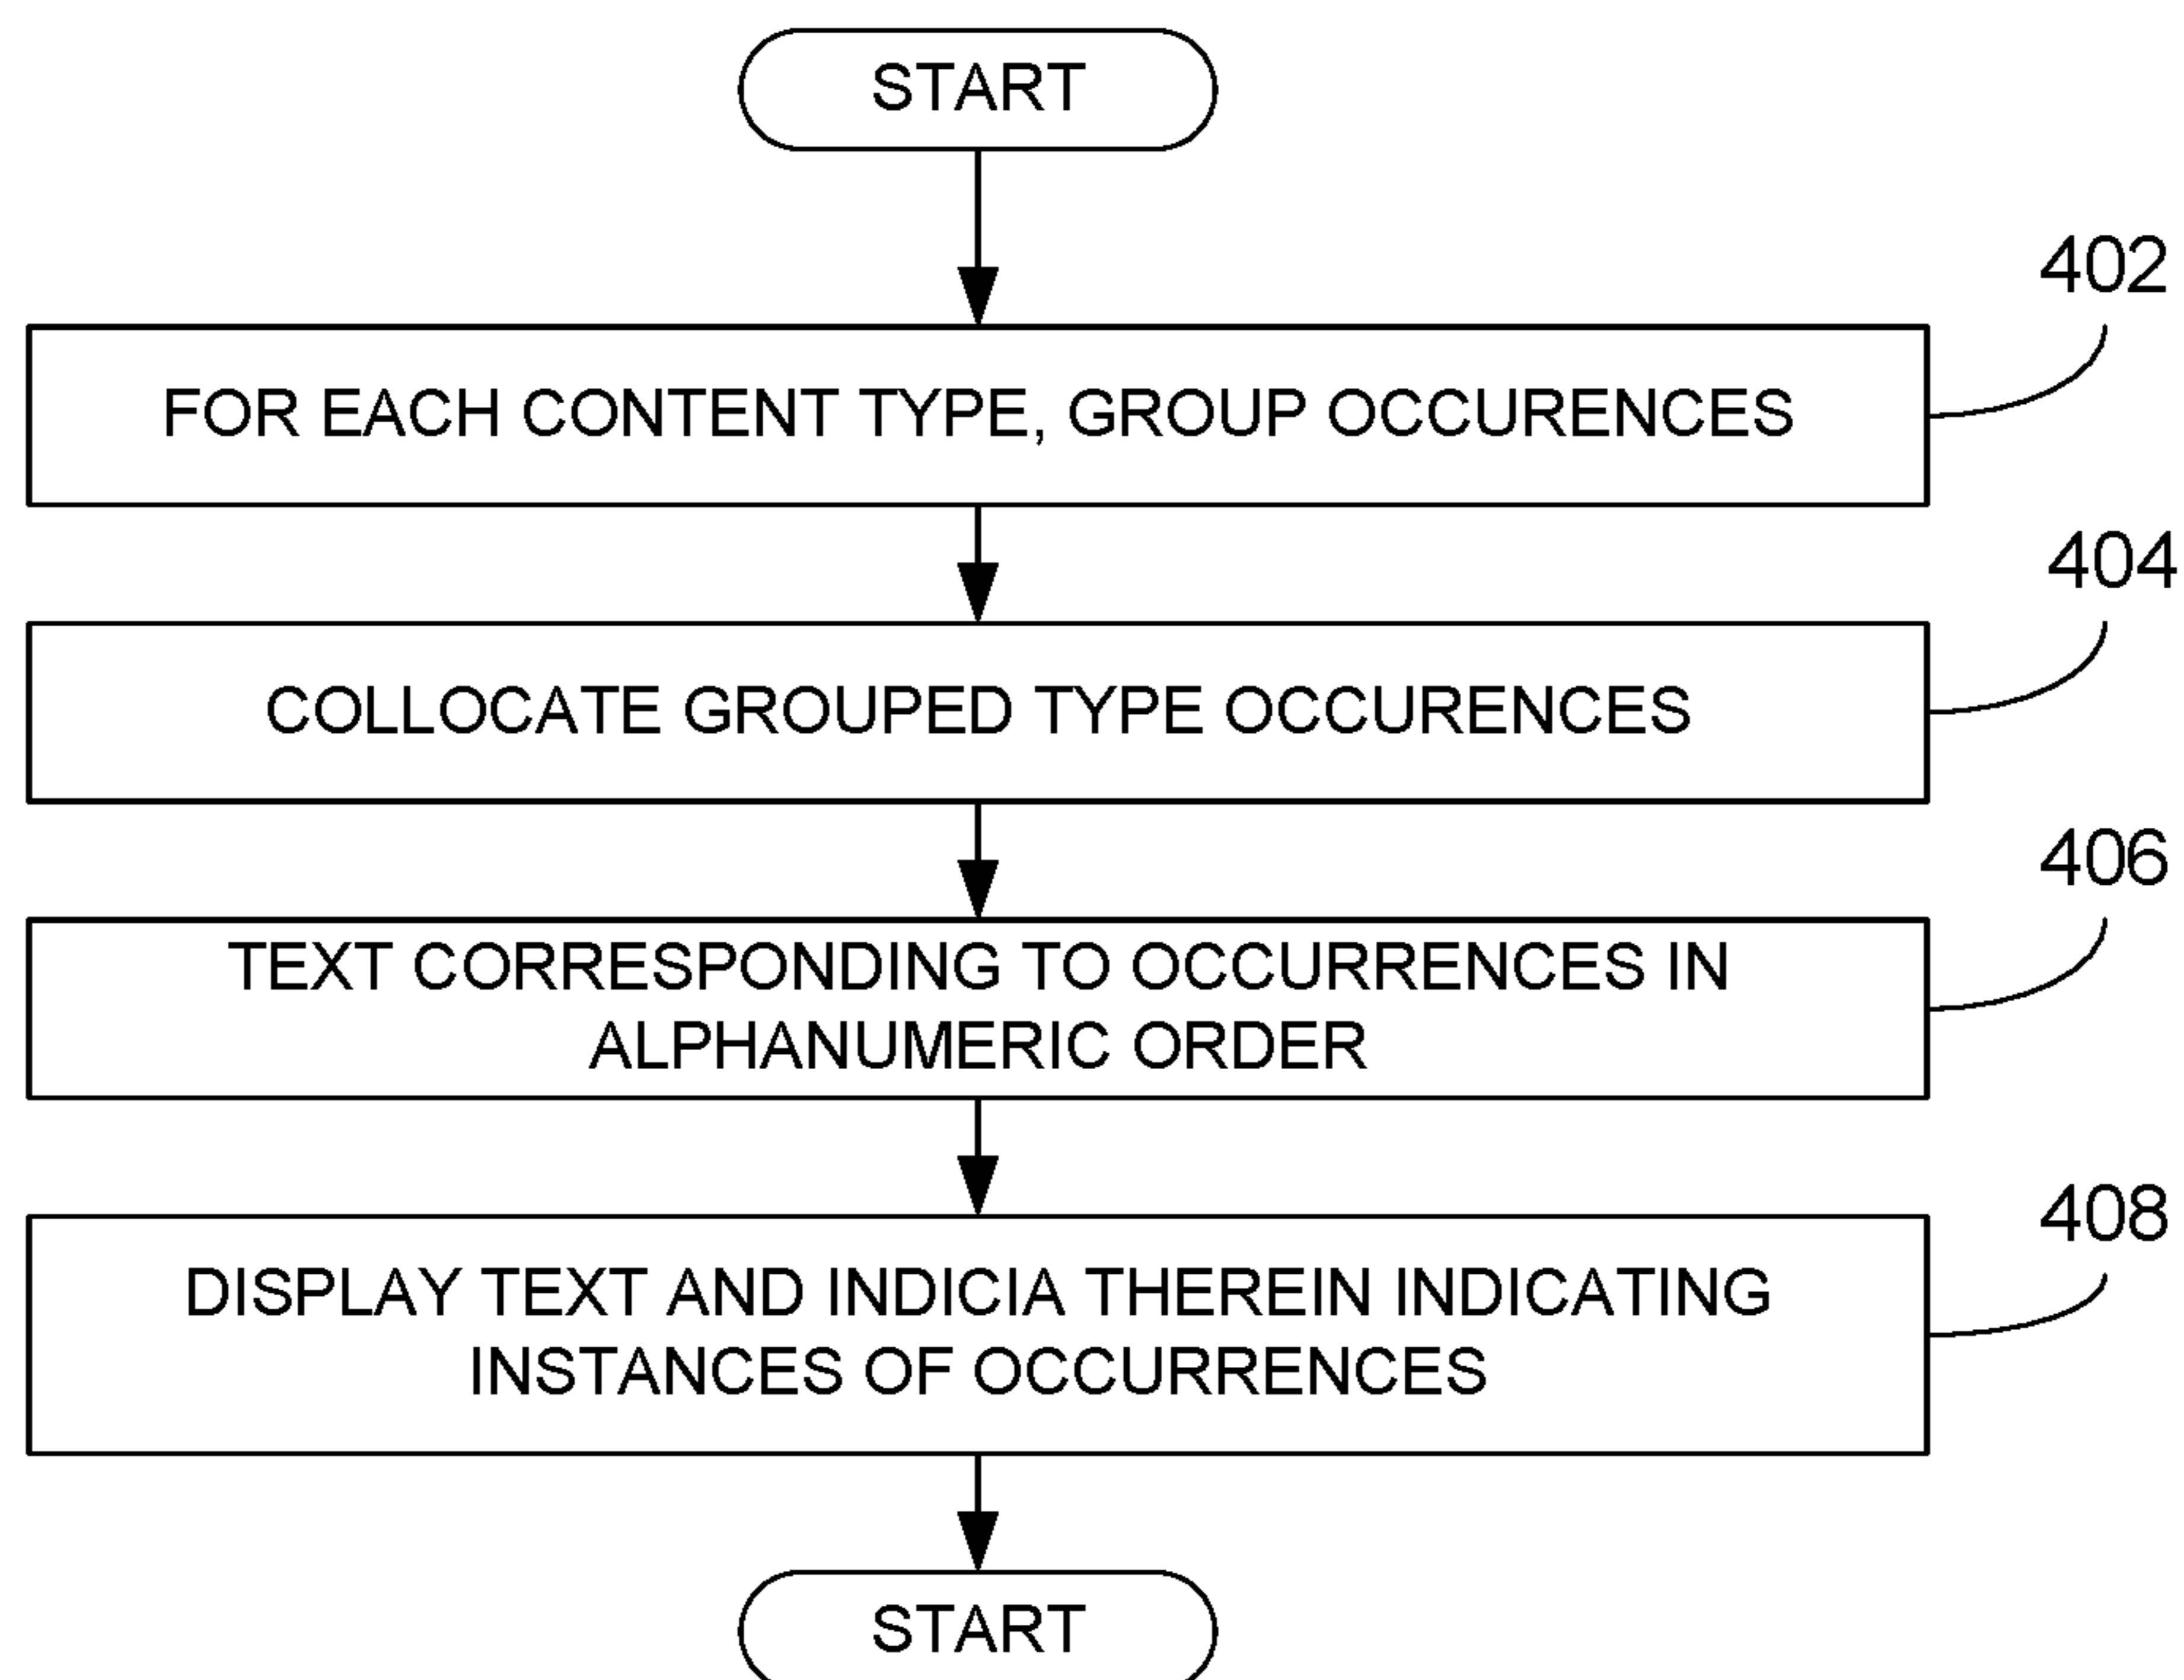 START
402
FOR EACH CONTENT TYPE, GROUP OCCURENCES
404
COLLOCATE GROUPED TYPE OCCURENCES
406
TEXT CORRESPONDING TO OCCURRENCES IN
ALPHANUMERIC ORDER
408
DISPLAY TEXT AND INDICIA THEREIN INDICATING
INSTANCES OF OCCURRENCES
START